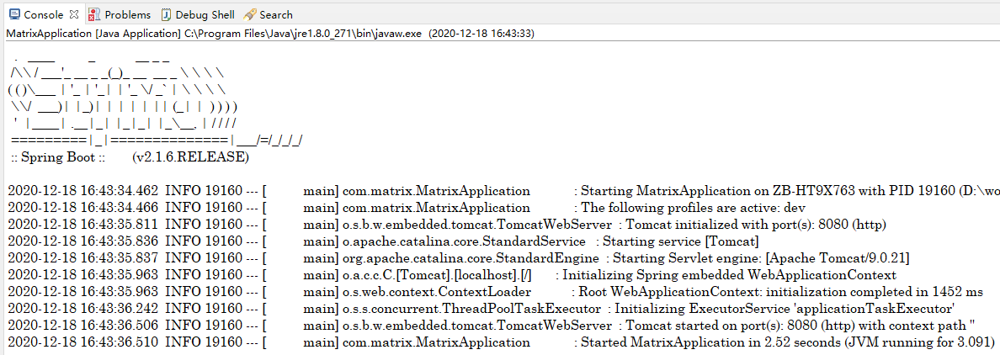 Console Problems Debug Shell Search
MatrixApplication [Java Application] C:\Program Files\Java\jre1.8.0_271\bin\javaw.exe (2020-12-18 16:43:33)
  .   ____          _            __ _ _
 /\\ / ___'_ __ _ _(_)_ __  __ _ \ \ \ \
( ( )\___ | '_ | '_| | '_ \/ _` | \ \ \ \
 \\/  ___)| |_)| | | | | || (_| |  ) ) ) )
  '  |____| .__|_| |_|_| |_\__, | / / / /
 =========|_|==============|___/=/_/_/_/
:: Spring Boot :: (v2.1.6.RELEASE)
2020-12-18 16:43:34.462 INFO 19160 --- [ main] com.matrix.MatrixApplication : Starting MatrixApplication on ZB-HT9X763 with PID 19160 (D:\wo
2020-12-18 16:43:34.466 INFO 19160 --- [ main] com.matrix.MatrixApplication : The following profiles are active: dev
2020-12-18 16:43:35.811 INFO 19160 --- [ main] o.s.b.w.embedded.tomcat.TomcatWebServer : Tomcat initialized with port(s): 8080 (http)
2020-12-18 16:43:35.836 INFO 19160 --- [ main] o.apache.catalina.core.StandardService : Starting service [Tomcat]
2020-12-18 16:43:35.837 INFO 19160 --- [ main] org.apache.catalina.core.StandardEngine : Starting Servlet engine: [Apache Tomcat/9.0.21]
2020-12-18 16:43:35.963 INFO 19160 --- [ main] o.a.c.c.C.[Tomcat].[localhost].[/] : Initializing Spring embedded WebApplicationContext
2020-12-18 16:43:35.963 INFO 19160 --- [ main] o.s.web.context.ContextLoader : Root WebApplicationContext: initialization completed in 1452 ms
2020-12-18 16:43:36.242 INFO 19160 --- [ main] o.s.s.concurrent.ThreadPoolTaskExecutor : Initializing ExecutorService 'applicationTaskExecutor'
2020-12-18 16:43:36.506 INFO 19160 --- [ main] o.s.b.w.embedded.tomcat.TomcatWebServer : Tomcat started on port(s): 8080 (http) with context path ''
2020-12-18 16:43:36.510 INFO 19160 --- [ main] com.matrix.MatrixApplication : Started MatrixApplication in 2.52 seconds (JVM running for 3.091)